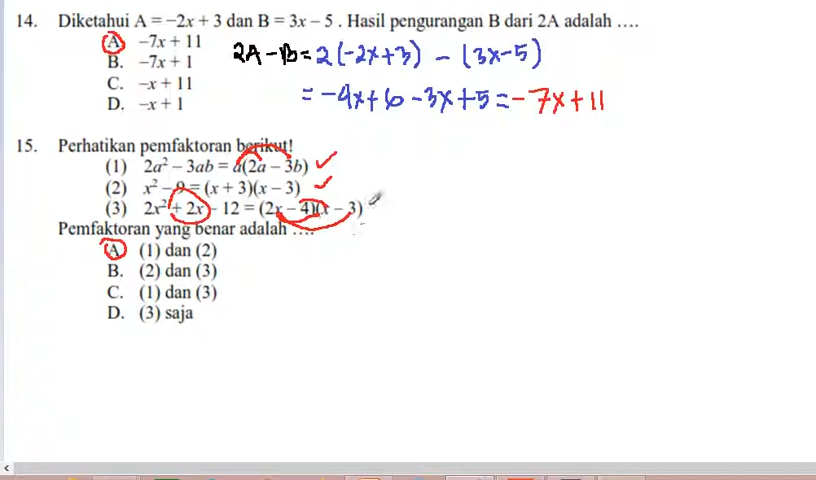 14. Diketahui A = −2x + 3 dan B = 3x − 5 . Hasil pengurangan B dari 2A adalah ….
A. −7x + 11
2A − B = 2(−2x+3) − (3x−5)
B. −7x + 1
C. −x + 11
= −4x+6 −3x+5 = −7x+11
D. −x + 1
15. Perhatikan pemfaktoran berikut!
(1) 2a² − 3ab = a(2a − 3b) ✓
(2) x² − 9 = (x + 3)(x − 3) ✓
(3) 2x² + 2x − 12 = (2x − 4)(x − 3)
Pemfaktoran yang benar adalah ….
A. (1) dan (2)
B. (2) dan (3)
C. (1) dan (3)
D. (3) saja